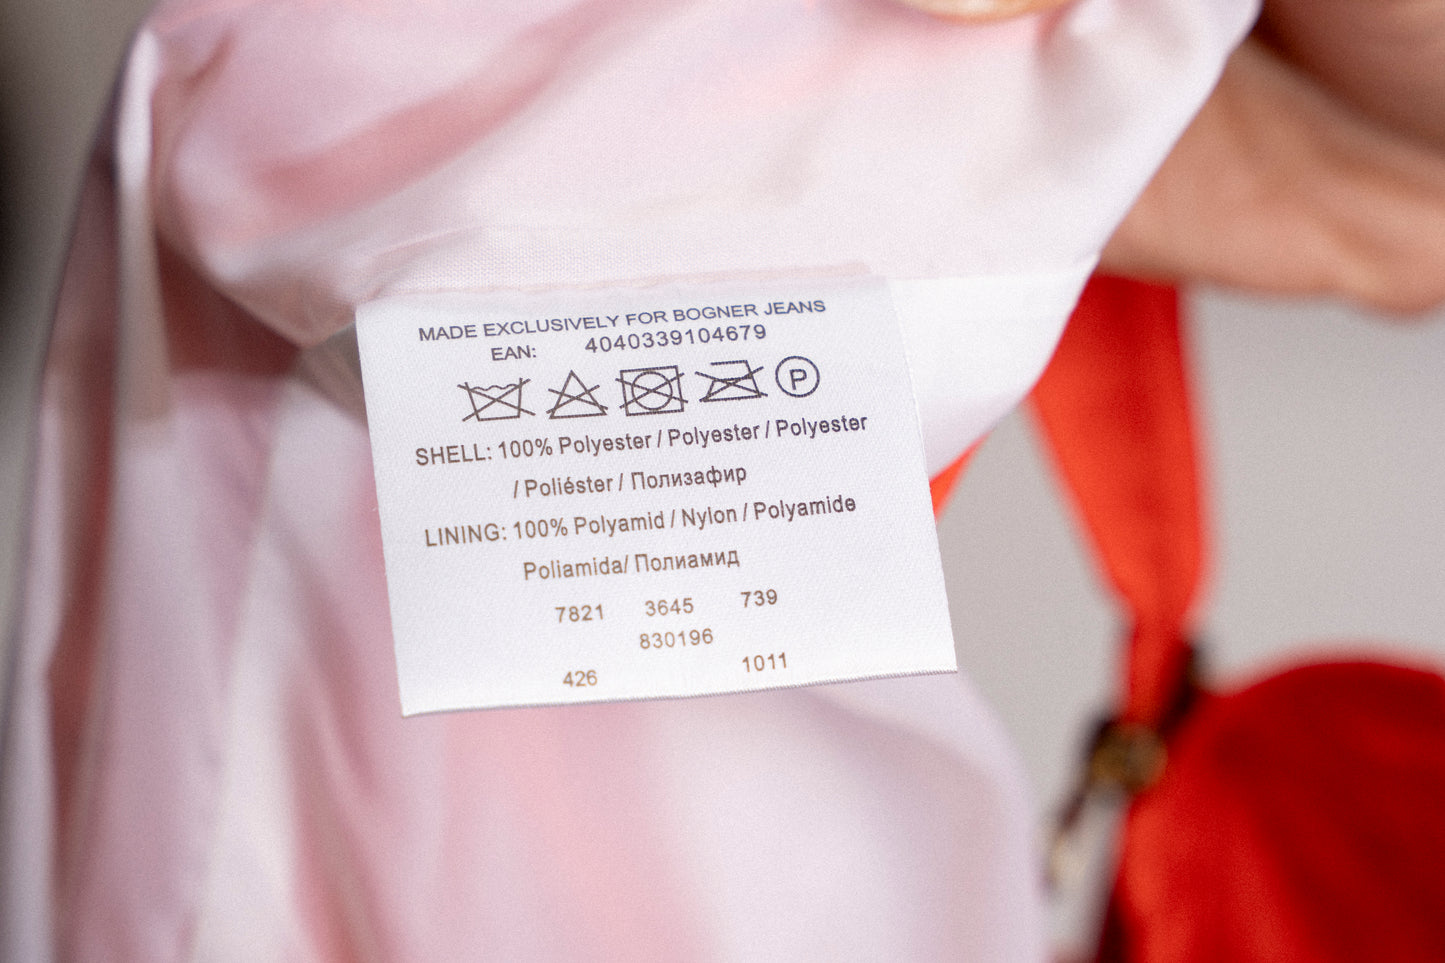 MADE EXCLUSIVELY FOR BOGNER JEANS
EAN: 4040339104679
P
SHELL: 100% Polyester / Polyester / Polyester
/ Poliéster / Полизафир
LINING: 100% Polyamid / Nylon / Polyamide
Poliamida/ Полиамид
7821 3645 739
830196
426 1011